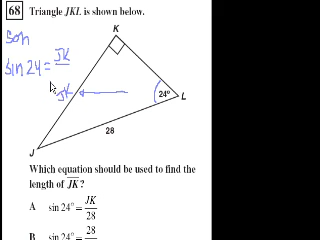 68 Triangle JKL is shown below.
K
soh
sin 24 = JK
JK
24°
L
28
J
Which equation should be used to find the
length of JK?
A sin 24° = JK/28
B sin 24° = 28